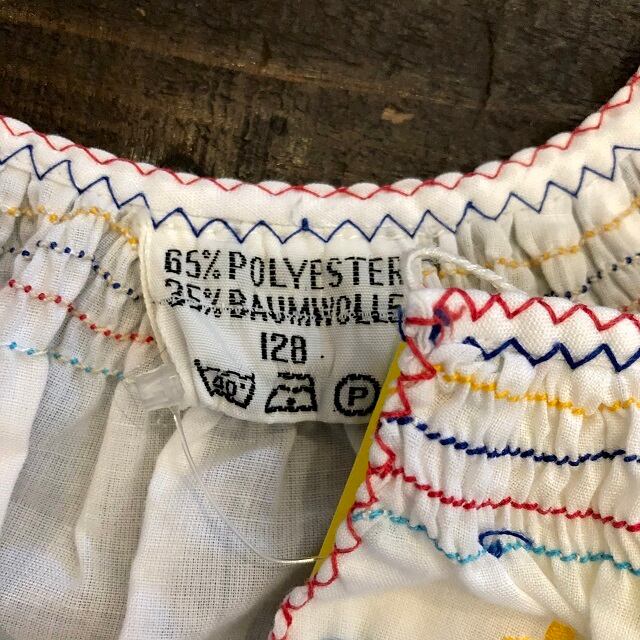 65% POLYESTER
35% BAUMWOLLE
128
40° P